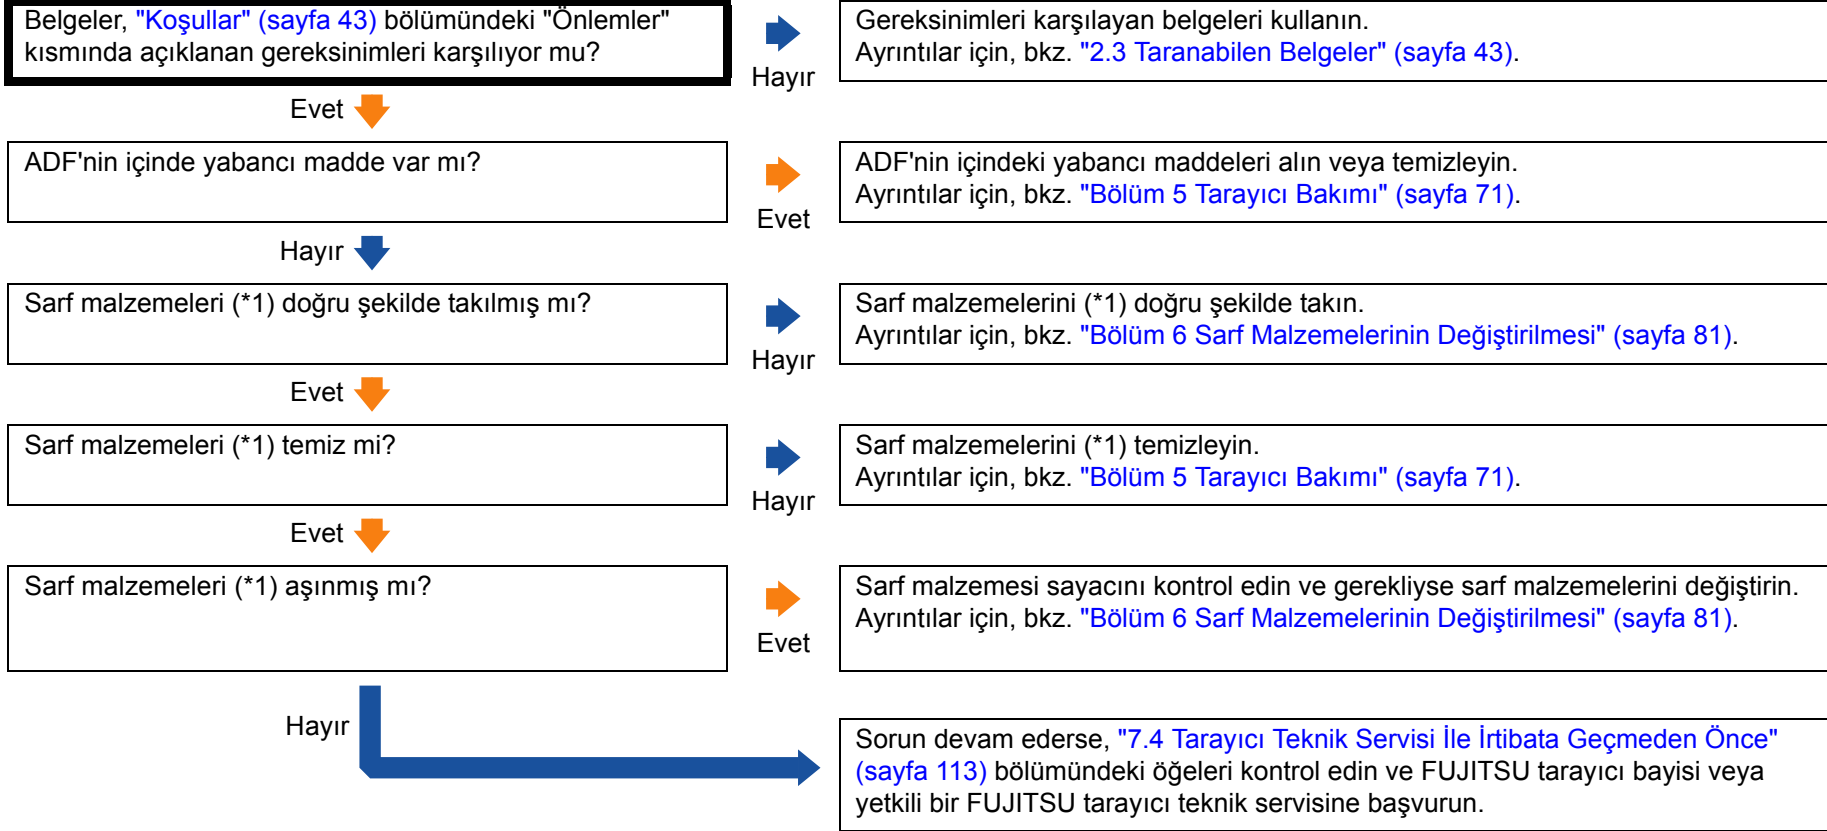 Belgeler, "Koşullar" (sayfa 43) bölümündeki "Önlemler"
kısmında açıklanan gereksinimleri karşılıyor mu?
Hayır
Gereksinimleri karşılayan belgeleri kullanın.
Ayrıntılar için, bkz. "2.3 Taranabilen Belgeler" (sayfa 43).
Evet
ADF'nin içinde yabancı madde var mı?
Evet
ADF'nin içindeki yabancı maddeleri alın veya temizleyin.
Ayrıntılar için, bkz. "Bölüm 5 Tarayıcı Bakımı" (sayfa 71).
Hayır
Sarf malzemeleri (*1) doğru şekilde takılmış mı?
Hayır
Sarf malzemelerini (*1) doğru şekilde takın.
Ayrıntılar için, bkz. "Bölüm 6 Sarf Malzemelerinin Değiştirilmesi" (sayfa 81).
Evet
Sarf malzemeleri (*1) temiz mi?
Hayır
Sarf malzemelerini (*1) temizleyin.
Ayrıntılar için, bkz. "Bölüm 5 Tarayıcı Bakımı" (sayfa 71).
Evet
Sarf malzemeleri (*1) aşınmış mı?
Evet
Sarf malzemesi sayacını kontrol edin ve gerekliyse sarf malzemelerini değiştirin.
Ayrıntılar için, bkz. "Bölüm 6 Sarf Malzemelerinin Değiştirilmesi" (sayfa 81).
Hayır
Sorun devam ederse, "7.4 Tarayıcı Teknik Servisi İle İrtibata Geçmeden Önce"
(sayfa 113) bölümündeki öğeleri kontrol edin ve FUJITSU tarayıcı bayisi veya
yetkili bir FUJITSU tarayıcı teknik servisine başvurun.